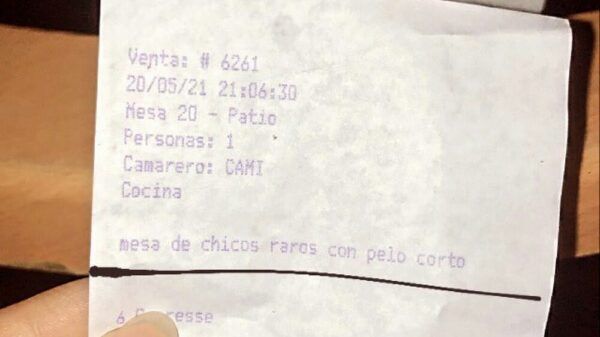 Venta: # 6261
20/05/21 21:06:30
Mesa 20 - Patio
Personas: 1
Camarero: CAMI
Cocina
mesa de chicos raros con pelo corto
6